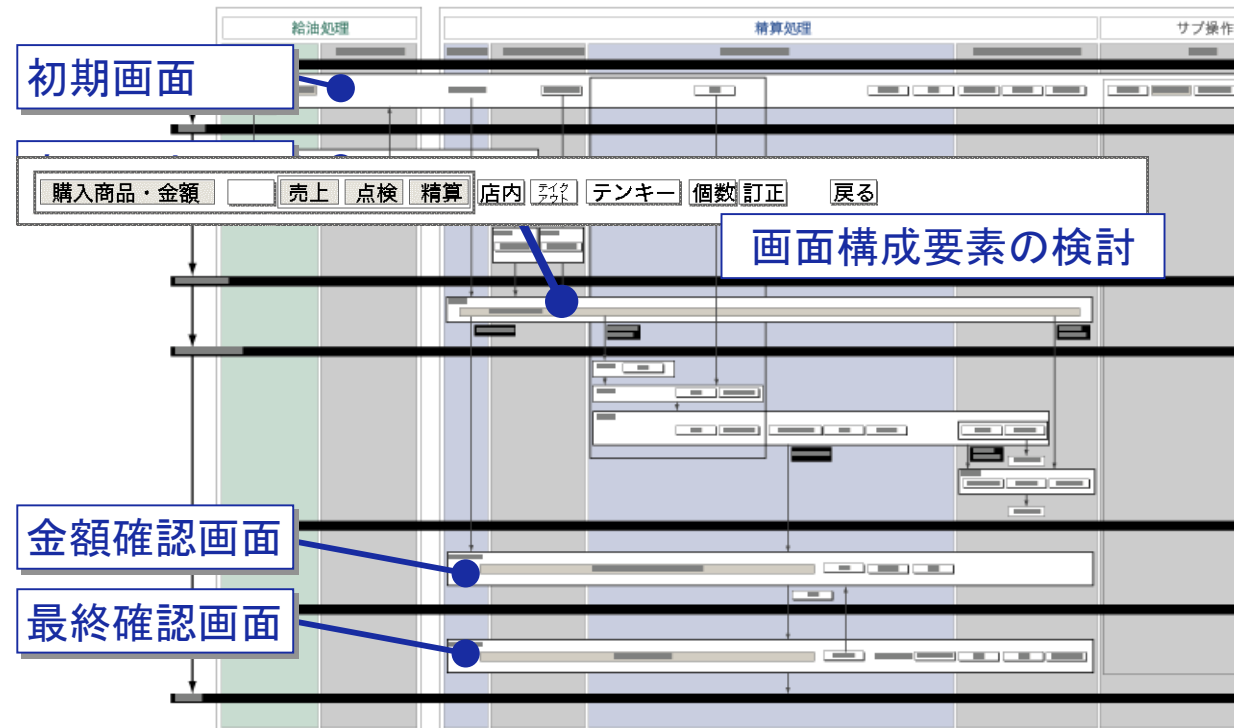 給油処理
精算処理
サブ操作
初期画面
購入商品・金額 売上 点検 精算 店内 テイクアウト テンキー 個数 訂正 戻る
画面構成要素の検討
金額確認画面
最終確認画面